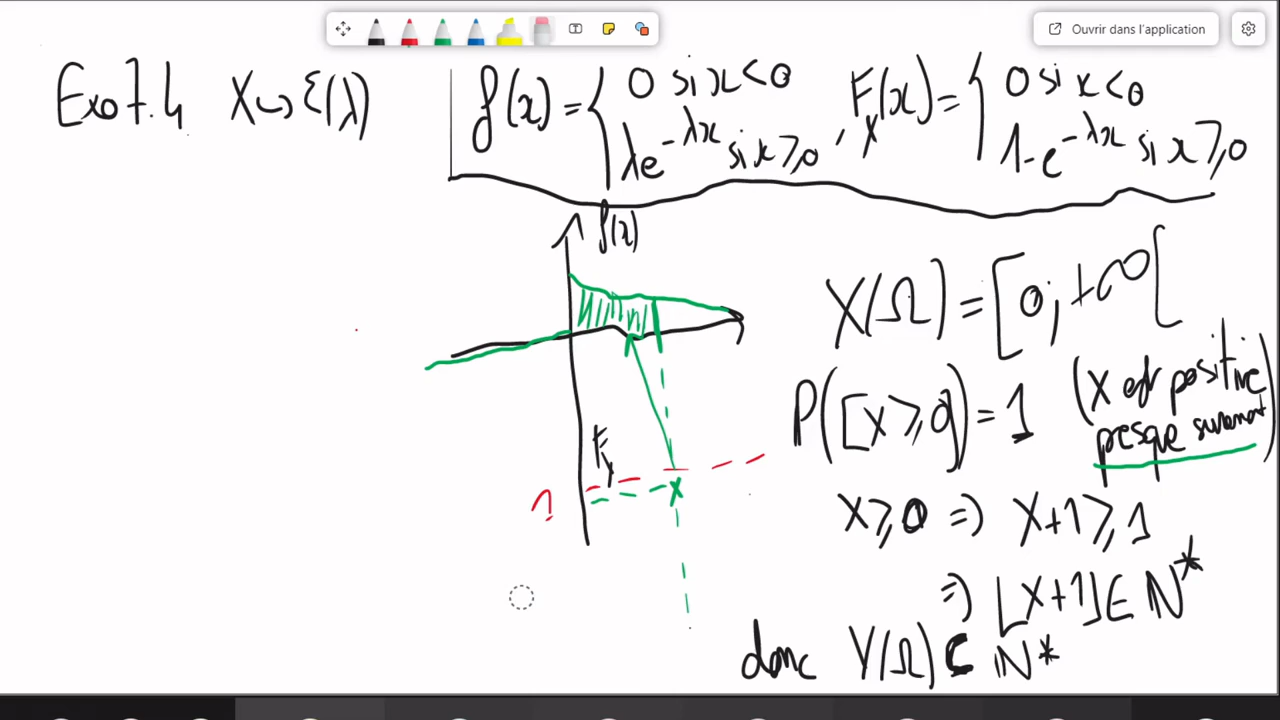 Ouvrir dans l'application
Exo 7.4 X↪ℰ(λ) f(x) = { 0 si x < 0 , F_X(x) = { 0 si x < 0
λe^{-λx} si x ≥ 0 1-e^{-λx} si x ≥ 0
f(x)
X(Ω) = [0; +∞[
P([X ≥ 0]) = 1 (X est positive
presque surement)
F_X
1
X ≥ 0 ⇒ X+1 ≥ 1
⇒ ⌊X+1⌋ ∈ N*
donc Y(Ω) ⊂ N*